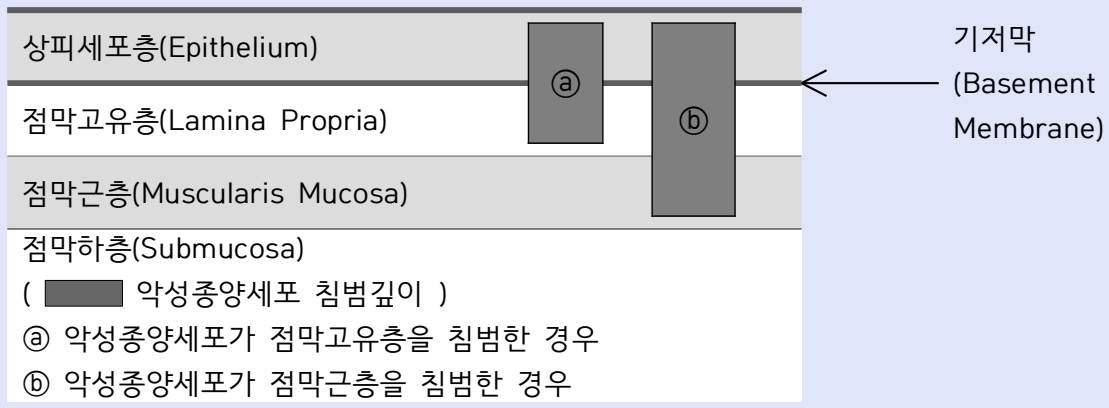 상피세포층(Epithelium)
ⓐ
기저막
(Basement
Membrane)
점막고유층(Lamina Propria)
ⓑ
점막근층(Muscularis Mucosa)
점막하층(Submucosa)
( 악성종양세포 침범깊이 )
ⓐ 악성종양세포가 점막고유층을 침범한 경우
ⓑ 악성종양세포가 점막근층을 침범한 경우